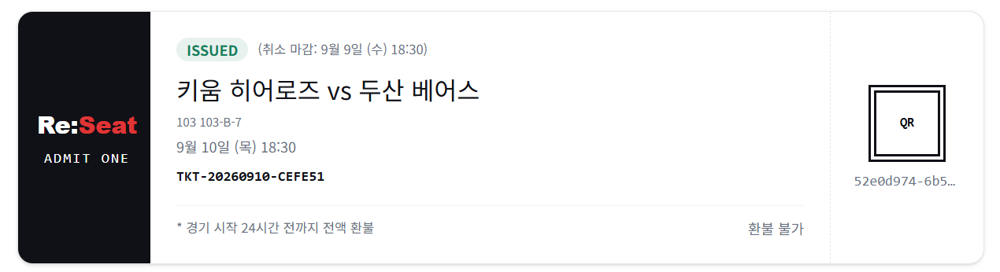 Re:Seat
ADMIT ONE
ISSUED (취소 마감: 9월 9일 (수) 18:30)
키움 히어로즈 vs 두산 베어스
103 103-B-7
9월 10일 (목) 18:30
TKT-20260910-CEFE51
* 경기 시작 24시간 전까지 전액 환불
환불 불가
QR
52e0d974-6b5…